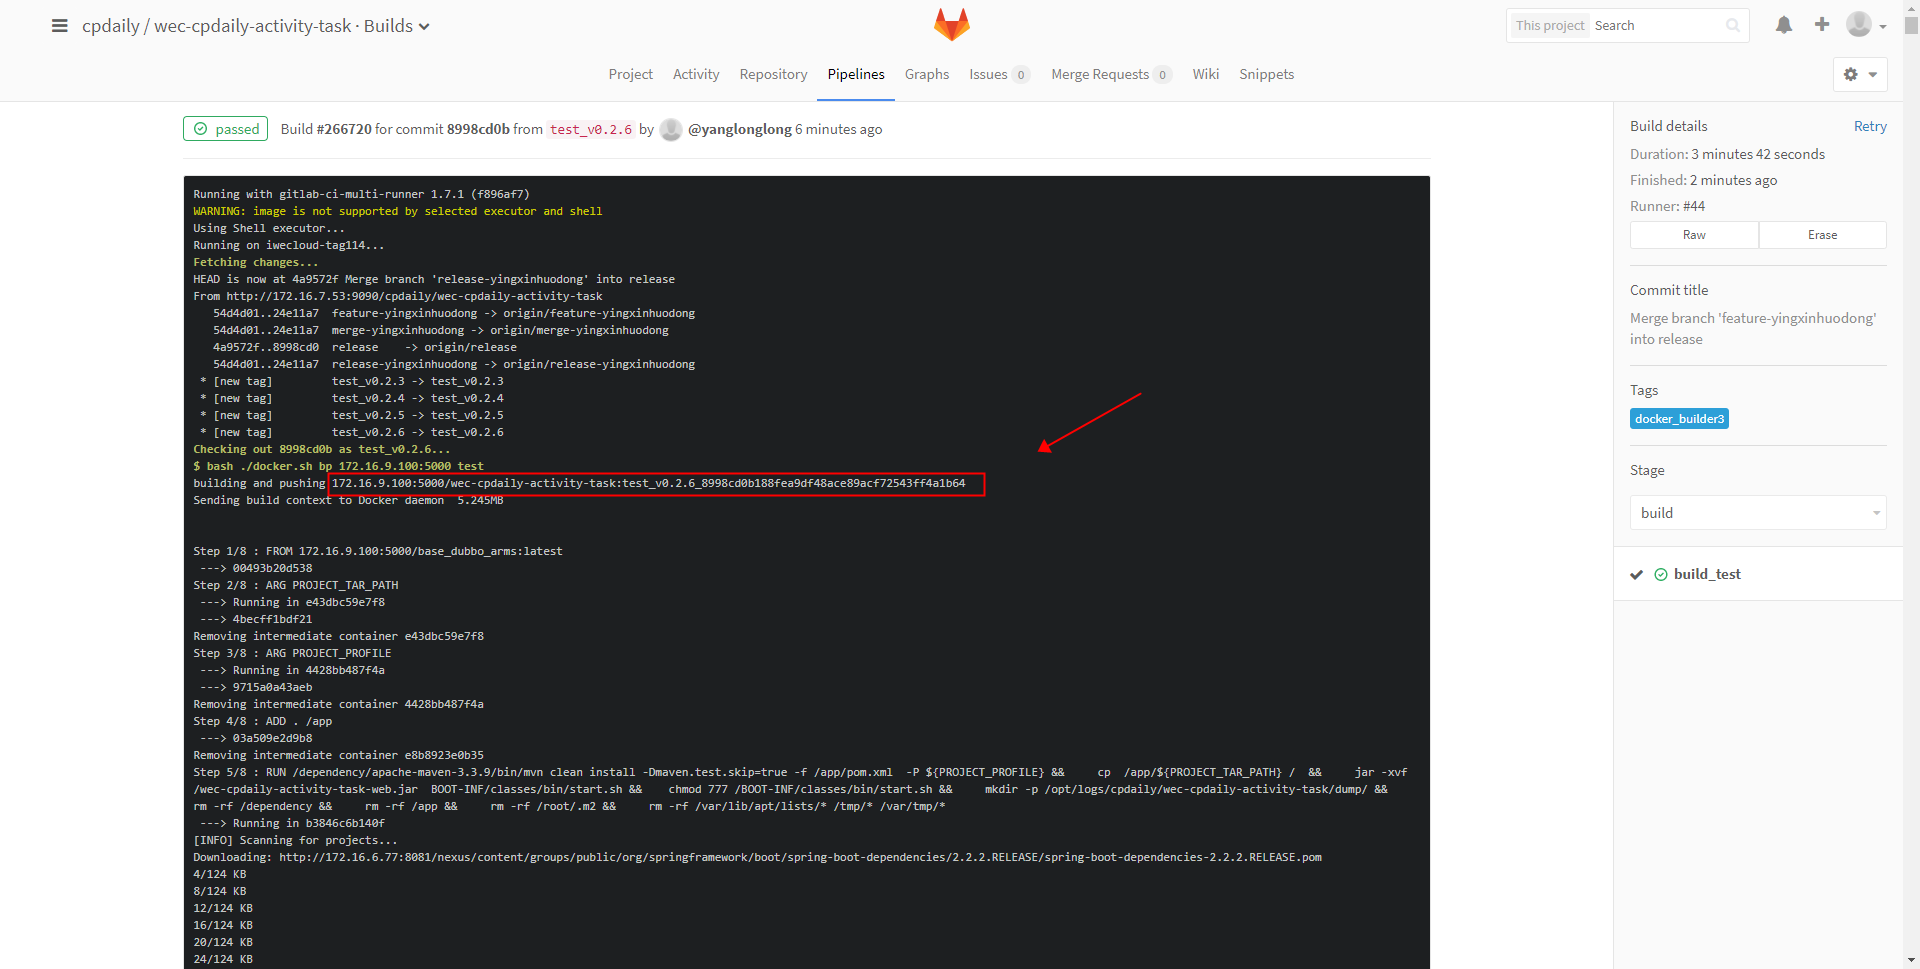 cpdaily / wec-cpdaily-activity-task · Builds
This project Search
Project Activity Repository Pipelines Graphs Issues 0 Merge Requests 0 Wiki Snippets
passed Build #266720 for commit 8998cd0b from test_v0.2.6 by @yanglonglong 6 minutes ago
Running with gitlab-ci-multi-runner 1.7.1 (f896af7)
WARNING: image is not supported by selected executor and shell
Using Shell executor...
Running on iwecloud-tag114...
Fetching changes...
HEAD is now at 4a9572f Merge branch 'release-yingxinhuodong' into release
From http://172.16.7.53:9090/cpdaily/wec-cpdaily-activity-task
54d4d01..24e11a7 feature-yingxinhuodong -> origin/feature-yingxinhuodong
54d4d01..24e11a7 merge-yingxinhuodong -> origin/merge-yingxinhuodong
4a9572f..8998cd0 release -> origin/release
54d4d01..24e11a7 release-yingxinhuodong -> origin/release-yingxinhuodong
* [new tag] test_v0.2.3 -> test_v0.2.3
* [new tag] test_v0.2.4 -> test_v0.2.4
* [new tag] test_v0.2.5 -> test_v0.2.5
* [new tag] test_v0.2.6 -> test_v0.2.6
Checking out 8998cd0b as test_v0.2.6...
$ bash ./docker.sh bp 172.16.9.100:5000 test
building and pushing 172.16.9.100:5000/wec-cpdaily-activity-task:test_v0.2.6_8998cd0b188fea9df48ace89acf72543ff4a1b64
Sending build context to Docker daemon 5.245MB
Step 1/8 : FROM 172.16.9.100:5000/base_dubbo_arms:latest
---> 00493b20d538
Step 2/8 : ARG PROJECT_TAR_PATH
---> Running in e43dbc59e7f8
---> 4becff1bdf21
Removing intermediate container e43dbc59e7f8
Step 3/8 : ARG PROJECT_PROFILE
---> Running in 4428bb487f4a
---> 9715a0a43aeb
Removing intermediate container 4428bb487f4a
Step 4/8 : ADD . /app
---> 03a509e2d9b8
Removing intermediate container e8b8923e0b35
Step 5/8 : RUN /dependency/apache-maven-3.3.9/bin/mvn clean install -Dmaven.test.skip=true -f /app/pom.xml -P ${PROJECT_PROFILE} && cp /app/${PROJECT_TAR_PATH} / && jar -xvf
/wec-cpdaily-activity-task-web.jar BOOT-INF/classes/bin/start.sh && chmod 777 /BOOT-INF/classes/bin/start.sh && mkdir -p /opt/logs/cpdaily/wec-cpdaily-activity-task/dump/ &&
rm -rf /dependency && rm -rf /app && rm -rf /root/.m2 && rm -rf /var/lib/apt/lists/* /tmp/* /var/tmp/*
---> Running in b3846c6b140f
[INFO] Scanning for projects...
Downloading: http://172.16.6.77:8081/nexus/content/groups/public/org/springframework/boot/spring-boot-dependencies/2.2.2.RELEASE/spring-boot-dependencies-2.2.2.RELEASE.pom
4/124 KB
8/124 KB
12/124 KB
16/124 KB
20/124 KB
24/124 KB
Build details Retry
Duration: 3 minutes 42 seconds
Finished: 2 minutes ago
Runner: #44
Raw Erase
Commit title
Merge branch 'feature-yingxinhuodong'
into release
Tags
docker_builder3
Stage
build
build_test